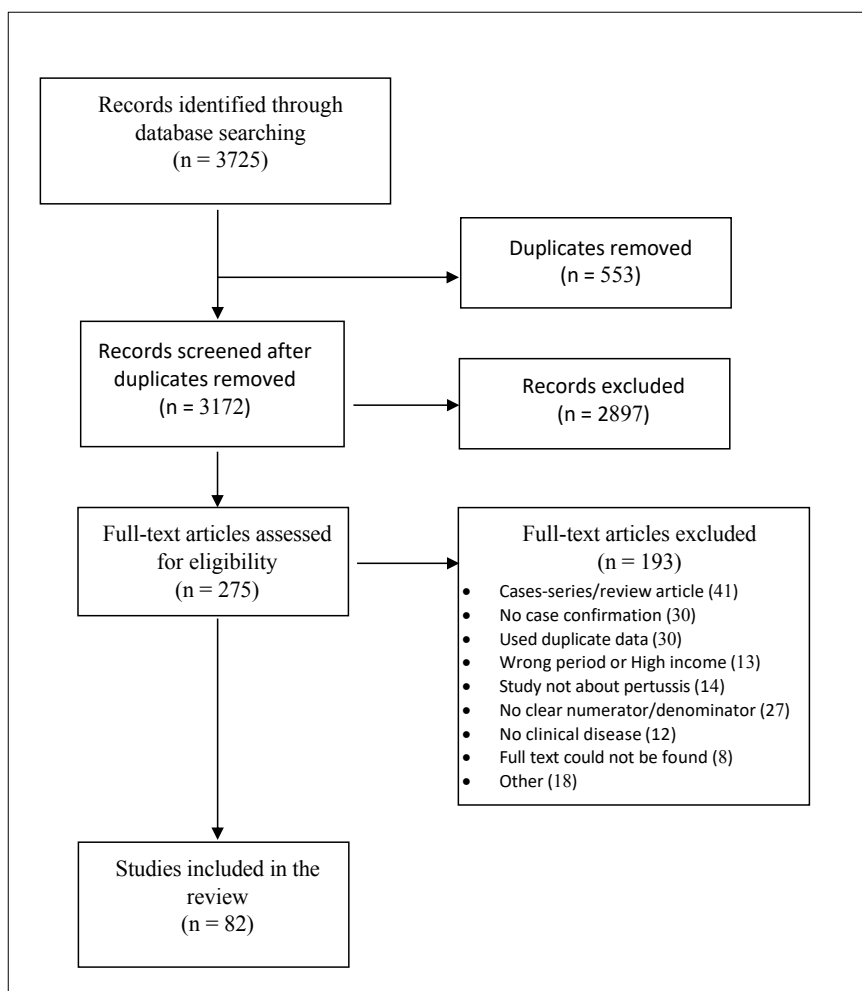 Records identified through
database searching
(n = 3725)
Duplicates removed
(n = 553)
Records screened after
duplicates removed
(n = 3172)
Records excluded
(n = 2897)
Full-text articles assessed
for eligibility
(n = 275)
Full-text articles excluded
(n = 193)
• Cases-series/review article (41)
• No case confirmation (30)
• Used duplicate data (30)
• Wrong period or High income (13)
• Study not about pertussis (14)
• No clear numerator/denominator (27)
• No clinical disease (12)
• Full text could not be found (8)
• Other (18)
Studies included in the
review
(n = 82)